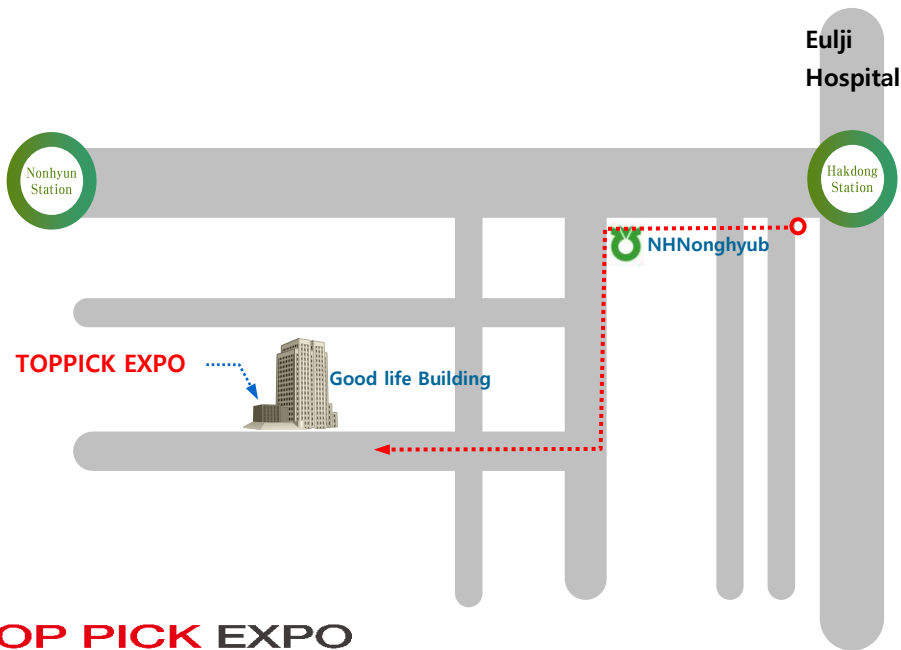 Eulji
Hospital
Nonhyun
Station
Hakdong
Station
NHNonghyub
TOPPICK EXPO
Good life Building
OP PICK EXPO